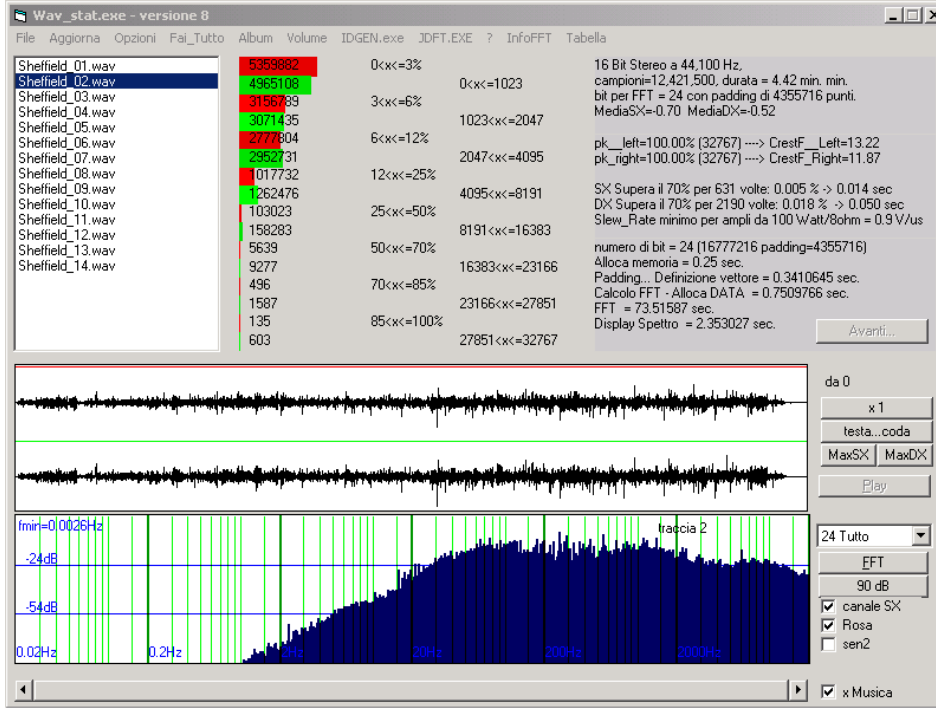 Wav_stat.exe - versione 8
File Aggiorna Opzioni Fai_Tutto Album Volume IDGEN.exe JDFT.EXE ? InfoFFT Tabella
Sheffield_01.wav
Sheffield_02.wav
Sheffield_03.wav
Sheffield_04.wav
Sheffield_05.wav
Sheffield_06.wav
Sheffield_07.wav
Sheffield_08.wav
Sheffield_09.wav
Sheffield_10.wav
Sheffield_11.wav
Sheffield_12.wav
Sheffield_13.wav
Sheffield_14.wav
5359882 0<x<=3%
4965108 0<x<=1023
3156789 3<x<=6%
3071435 1023<x<=2047
2777804 6<x<=12%
2952731 2047<x<=4095
1017732 12<x<=25%
1262476 4095<x<=8191
103023 25<x<=50%
158283 8191<x<=16383
5639 50<x<=70%
9277 16383<x<=23166
496 70<x<=85%
1587 23166<x<=27851
135 85<x<=100%
603 27851<x<=32767
16 Bit Stereo a 44,100 Hz,
campioni=12,421,500, durata = 4.42 min. min.
bit per FFT = 24 con padding di 4355716 punti.
MediaSX=-0.70 MediaDX=-0.52
pk__left=100.00% (32767) ----> CrestF__Left=13.22
pk_right=100.00% (32767) ----> CrestF_Right=11.87
SX Supera il 70% per 631 volte: 0.005 % -> 0.014 sec
DX Supera il 70% per 2190 volte: 0.018 % -> 0.050 sec
Slew_Rate minimo per ampli da 100 Watt/8ohm = 0.9 V/us
numero di bit = 24 (16777216 padding=4355716)
Alloca memoria = 0.25 sec.
Padding... Definizione vettore = 0.3410645 sec.
Calcolo FFT - Alloca DATA = 0.7509766 sec.
FFT = 73.51587 sec.
Display Spettro = 2.353027 sec.
Avanti...
da 0
x 1
testa...coda
MaxSX MaxDX
Play
fmin=0.0026Hz
traccia 2
-24dB
-54dB
0.02Hz 0.2Hz 2Hz 20Hz 200Hz 2000Hz
24 Tutto
FFT
90 dB
canale SX
Rosa
sen2
x Musica